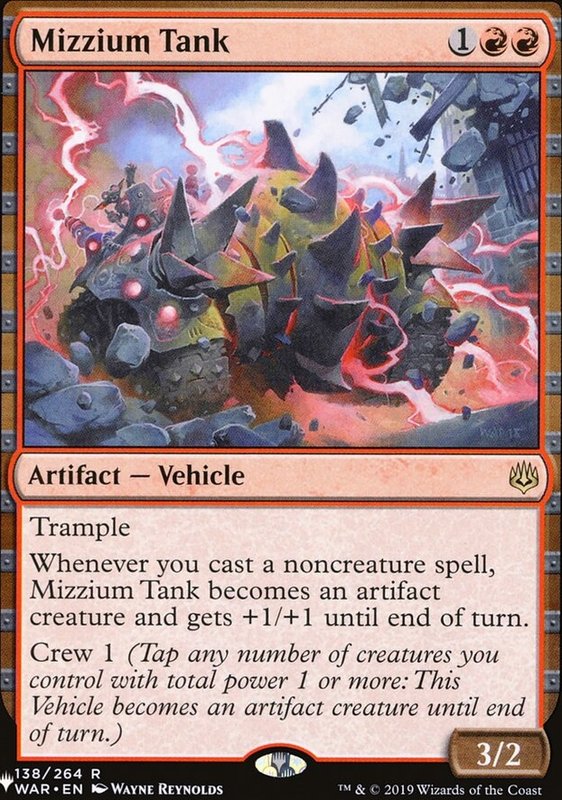 Mizzium Tank 1
Artifact — Vehicle
Trample
Whenever you cast a noncreature spell,
Mizzium Tank becomes an artifact
creature and gets +1/+1 until end of turn.
Crew 1 (Tap any number of creatures you
control with total power 1 or more: This
Vehicle becomes an artifact creature until end
of turn.)
3/2
138/264 R
WAR • EN Wayne Reynolds
™ & © 2019 Wizards of the Coast